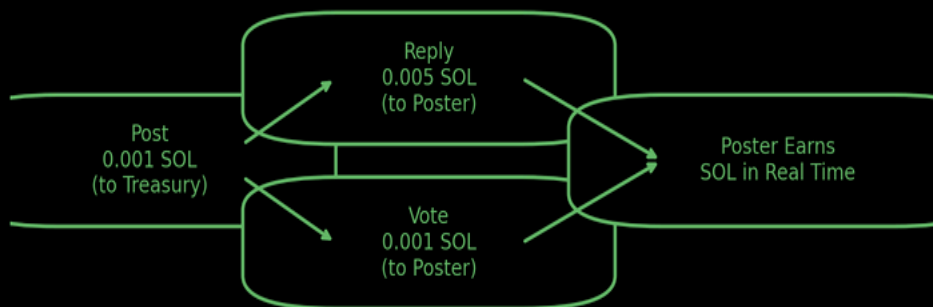 Post
0.001 SOL
(to Treasury)
Reply
0.005 SOL
(to Poster)
Vote
0.001 SOL
(to Poster)
Poster Earns
SOL in Real Time